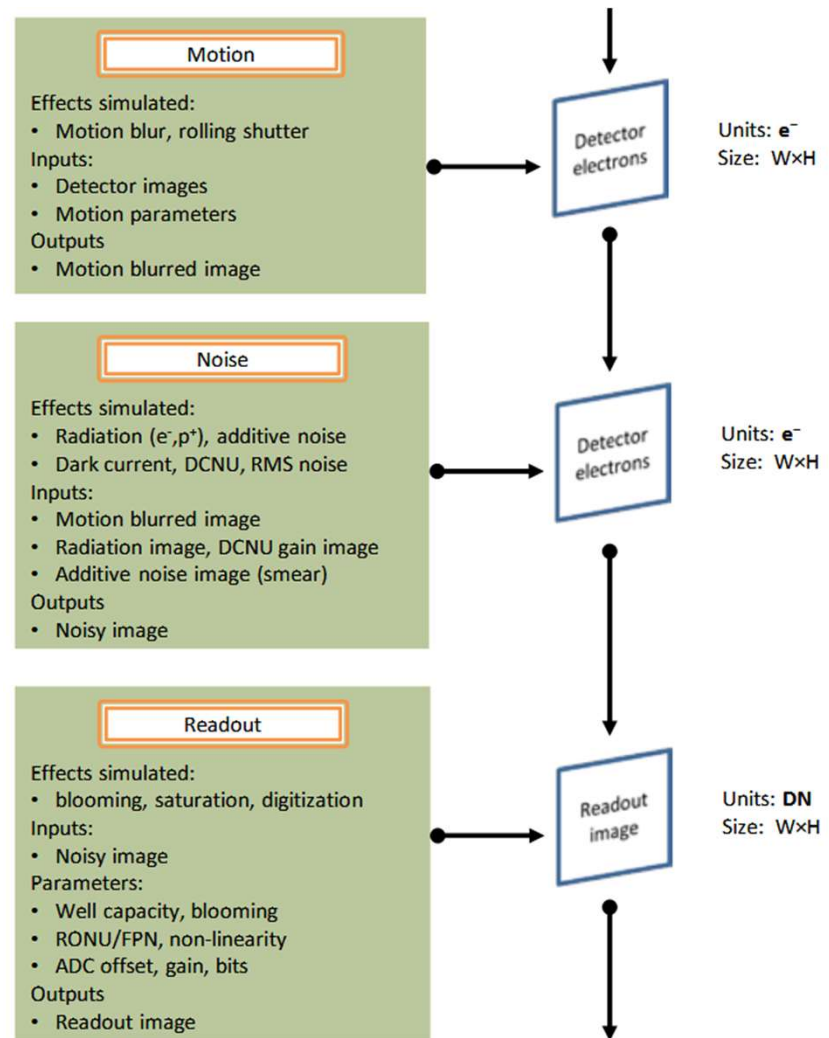 Motion
Effects simulated:
• Motion blur, rolling shutter
Inputs:
• Detector images
• Motion parameters
Outputs
• Motion blurred image
Detector
electrons
Units: e⁻
Size: W×H
Noise
Effects simulated:
• Radiation (e⁻,p⁺), additive noise
• Dark current, DCNU, RMS noise
Inputs:
• Motion blurred image
• Radiation image, DCNU gain image
• Additive noise image (smear)
Outputs
• Noisy image
Detector
electrons
Units: e⁻
Size: W×H
Readout
Effects simulated:
• blooming, saturation, digitization
Inputs:
• Noisy image
Parameters:
• Well capacity, blooming
• RONU/FPN, non-linearity
• ADC offset, gain, bits
Outputs
• Readout image
Readout
image
Units: DN
Size: W×H